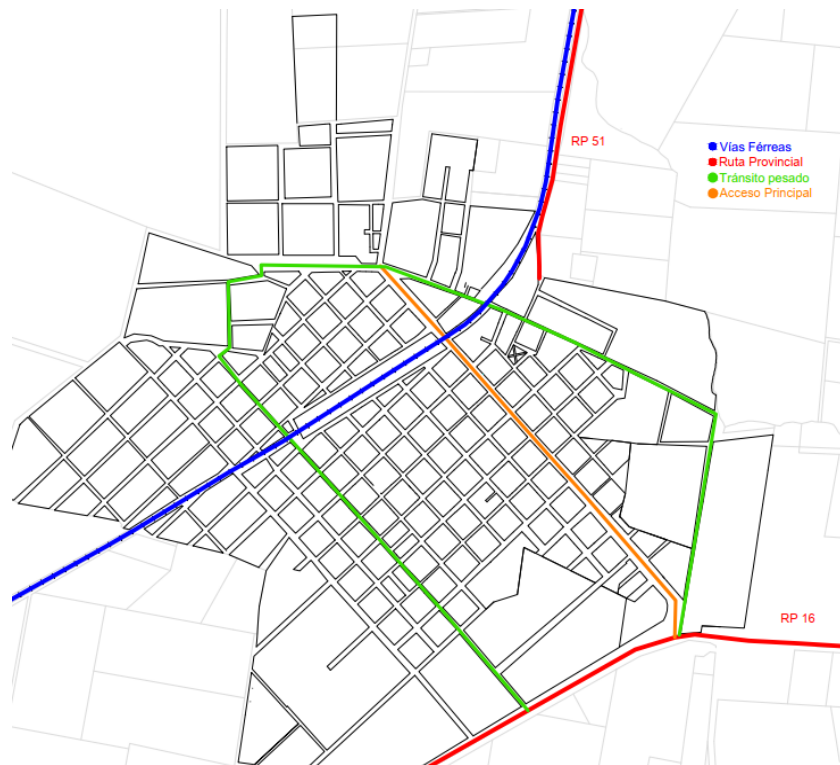 RP 51
Vías Férreas
Ruta Provincial
Tránsito pesado
Acceso Principal
RP 16